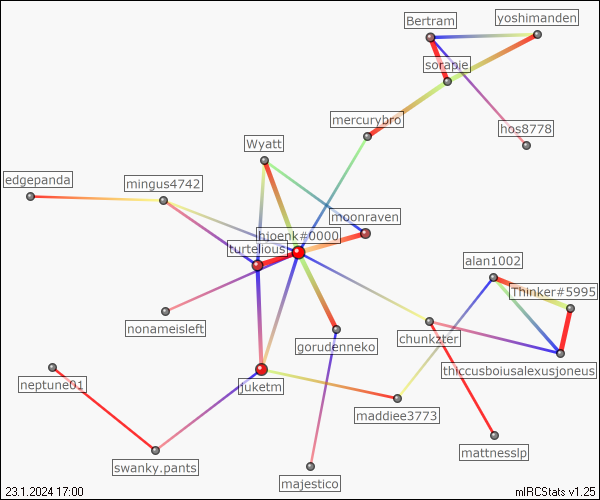 Bertram
yoshimanden
sorapie
mercurybro
hos8778
Wyatt
edgepanda
mingus4742
moonraven
hjoenk#0000
turtelious
alan1002
Thinker#5995
nonameisleft
gorudenneko
chunkzter
thiccusboiusalexusjoneus
neptune01
juketm
maddiee3773
swanky.pants
mattnesslp
majestico
23.1.2024 17:00
mIRCStats v1.25